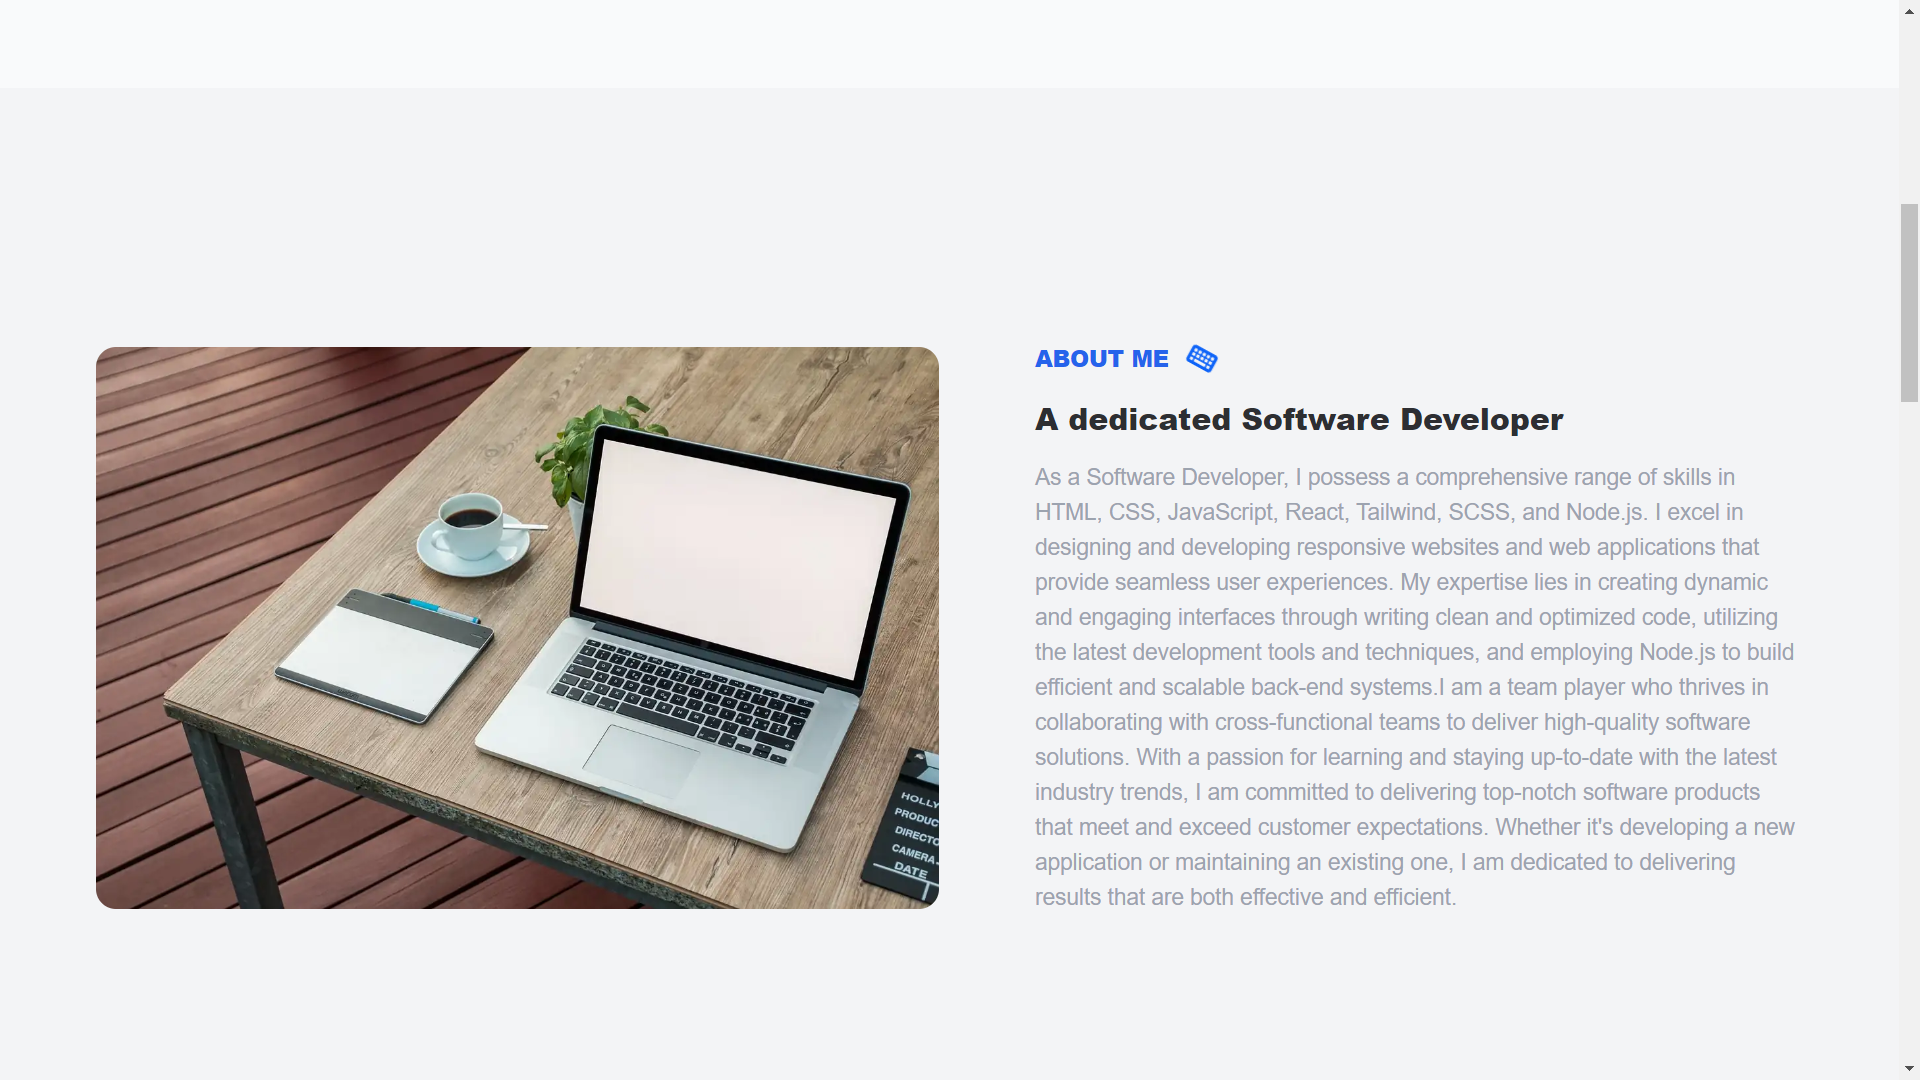 ABOUT ME
A dedicated Software Developer
As a Software Developer, I possess a comprehensive range of skills in
HTML, CSS, JavaScript, React, Tailwind, SCSS, and Node.js. I excel in
designing and developing responsive websites and web applications that
provide seamless user experiences. My expertise lies in creating dynamic
and engaging interfaces through writing clean and optimized code, utilizing
the latest development tools and techniques, and employing Node.js to build
efficient and scalable back-end systems.I am a team player who thrives in
collaborating with cross-functional teams to deliver high-quality software
solutions. With a passion for learning and staying up-to-date with the latest
industry trends, I am committed to delivering top-notch software products
that meet and exceed customer expectations. Whether it's developing a new
application or maintaining an existing one, I am dedicated to delivering
results that are both effective and efficient.
HOLLY
PRODUC
DIRECTO
CAMERA
DATE